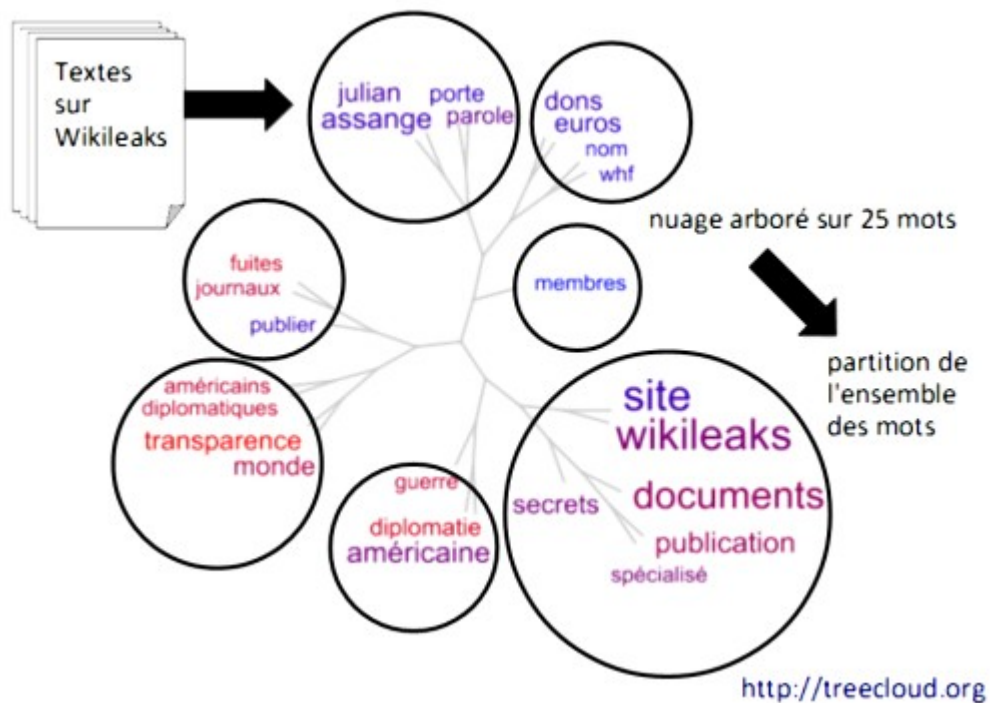 Textes
sur
Wikileaks
julian porte
assange parole
dons
euros
nom
whf
nuage arboré sur 25 mots
fuites
journaux
publier
membres
partition de
l'ensemble
des mots
américains
diplomatiques
transparence
monde
site
wikileaks
documents
secrets
publication
spécialisé
guerre
diplomatie
américaine
http://treecloud.org